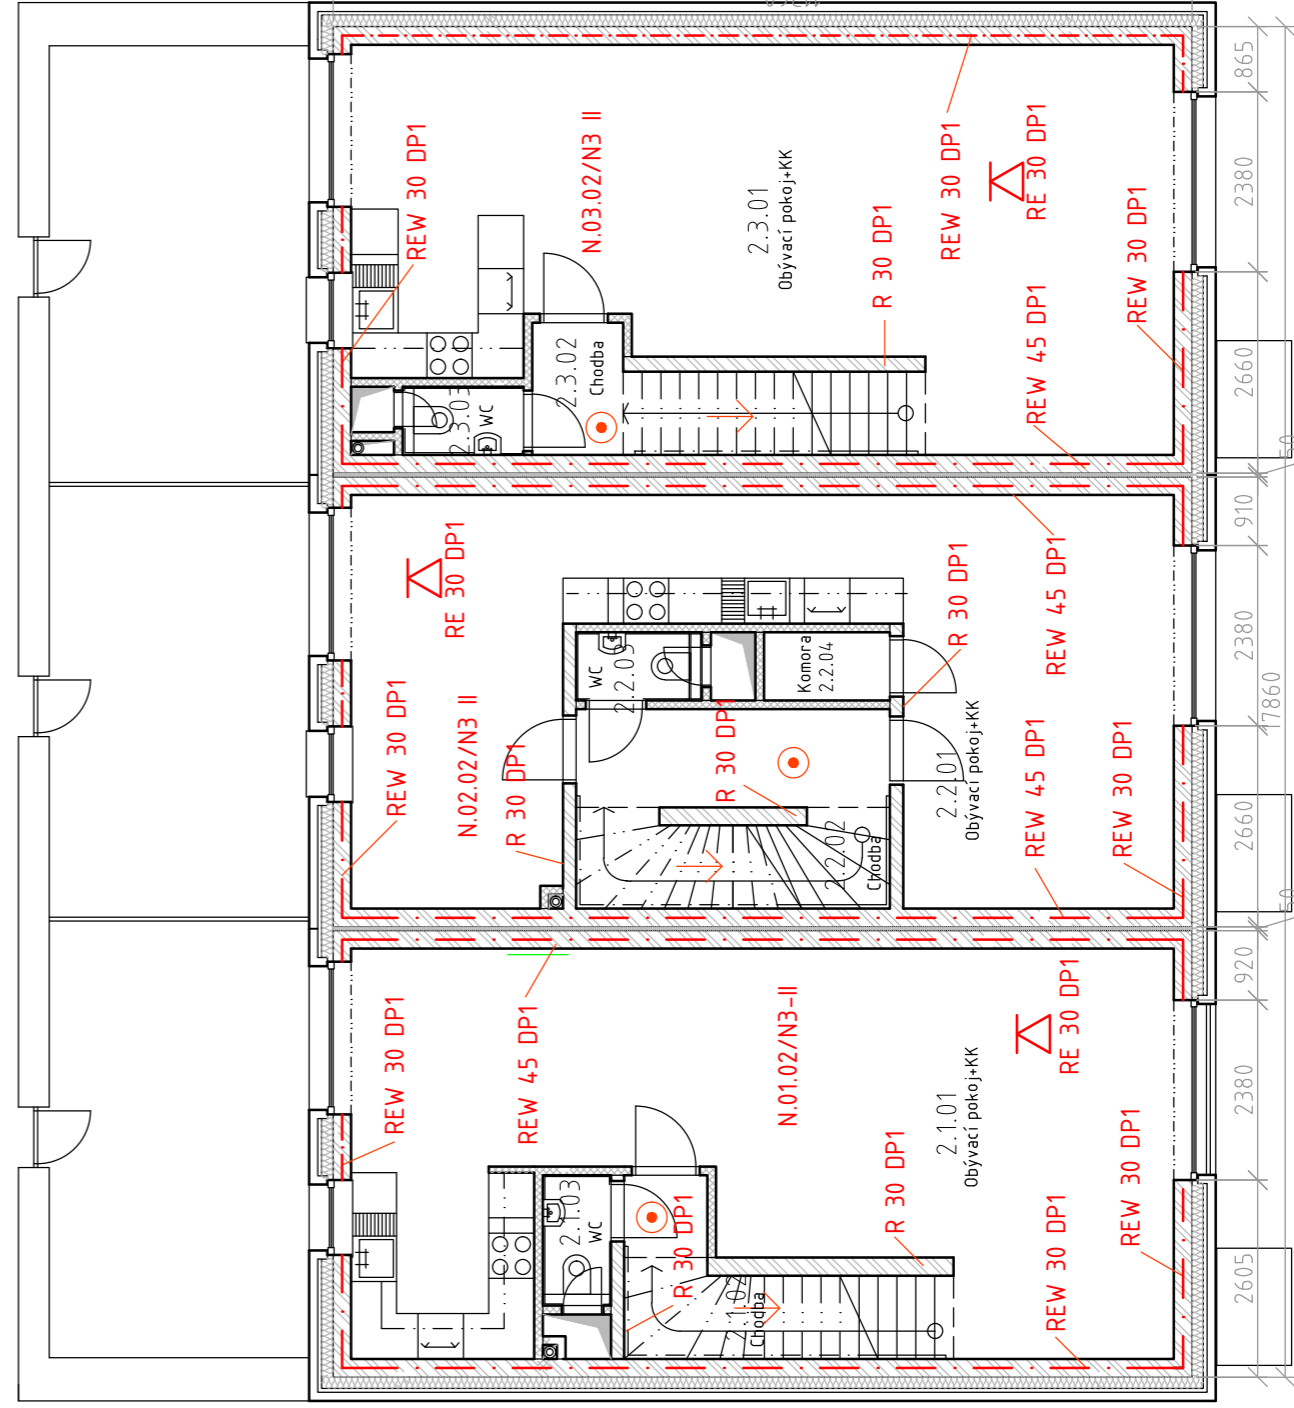 REW 30 DP1
N.03.02/N3 II
2.3.01
Obývací pokoj+KK
REW 30 DP1
RE 30 DP1
R 30 DP1
REW 45 DP1
REW 30 DP1
2.3.02
Chodba
2.3.03
WC
865
2380
2660
50
910
RE 30 DP1
REW 30 DP1
N.02.02/N3 II
R 30 DP1
WC
2.2.03
Komora
2.2.04
R 30 DP1
R 30 DP1
REW 45 DP1
2.2.01
Obývací pokoj+KK
2.2.02
Chodba
REW 45 DP1
REW 30 DP1
2380
17860
2660
50
920
REW 30 DP1
REW 45 DP1
N.01.02/N3-II
RE 30 DP1
2.1.01
Obývací pokoj+KK
R 30 DP1
2.1.03
WC
R 30 DP1
2.1.02
Chodba
REW 30 DP1
REW 30 DP1
2380
2605